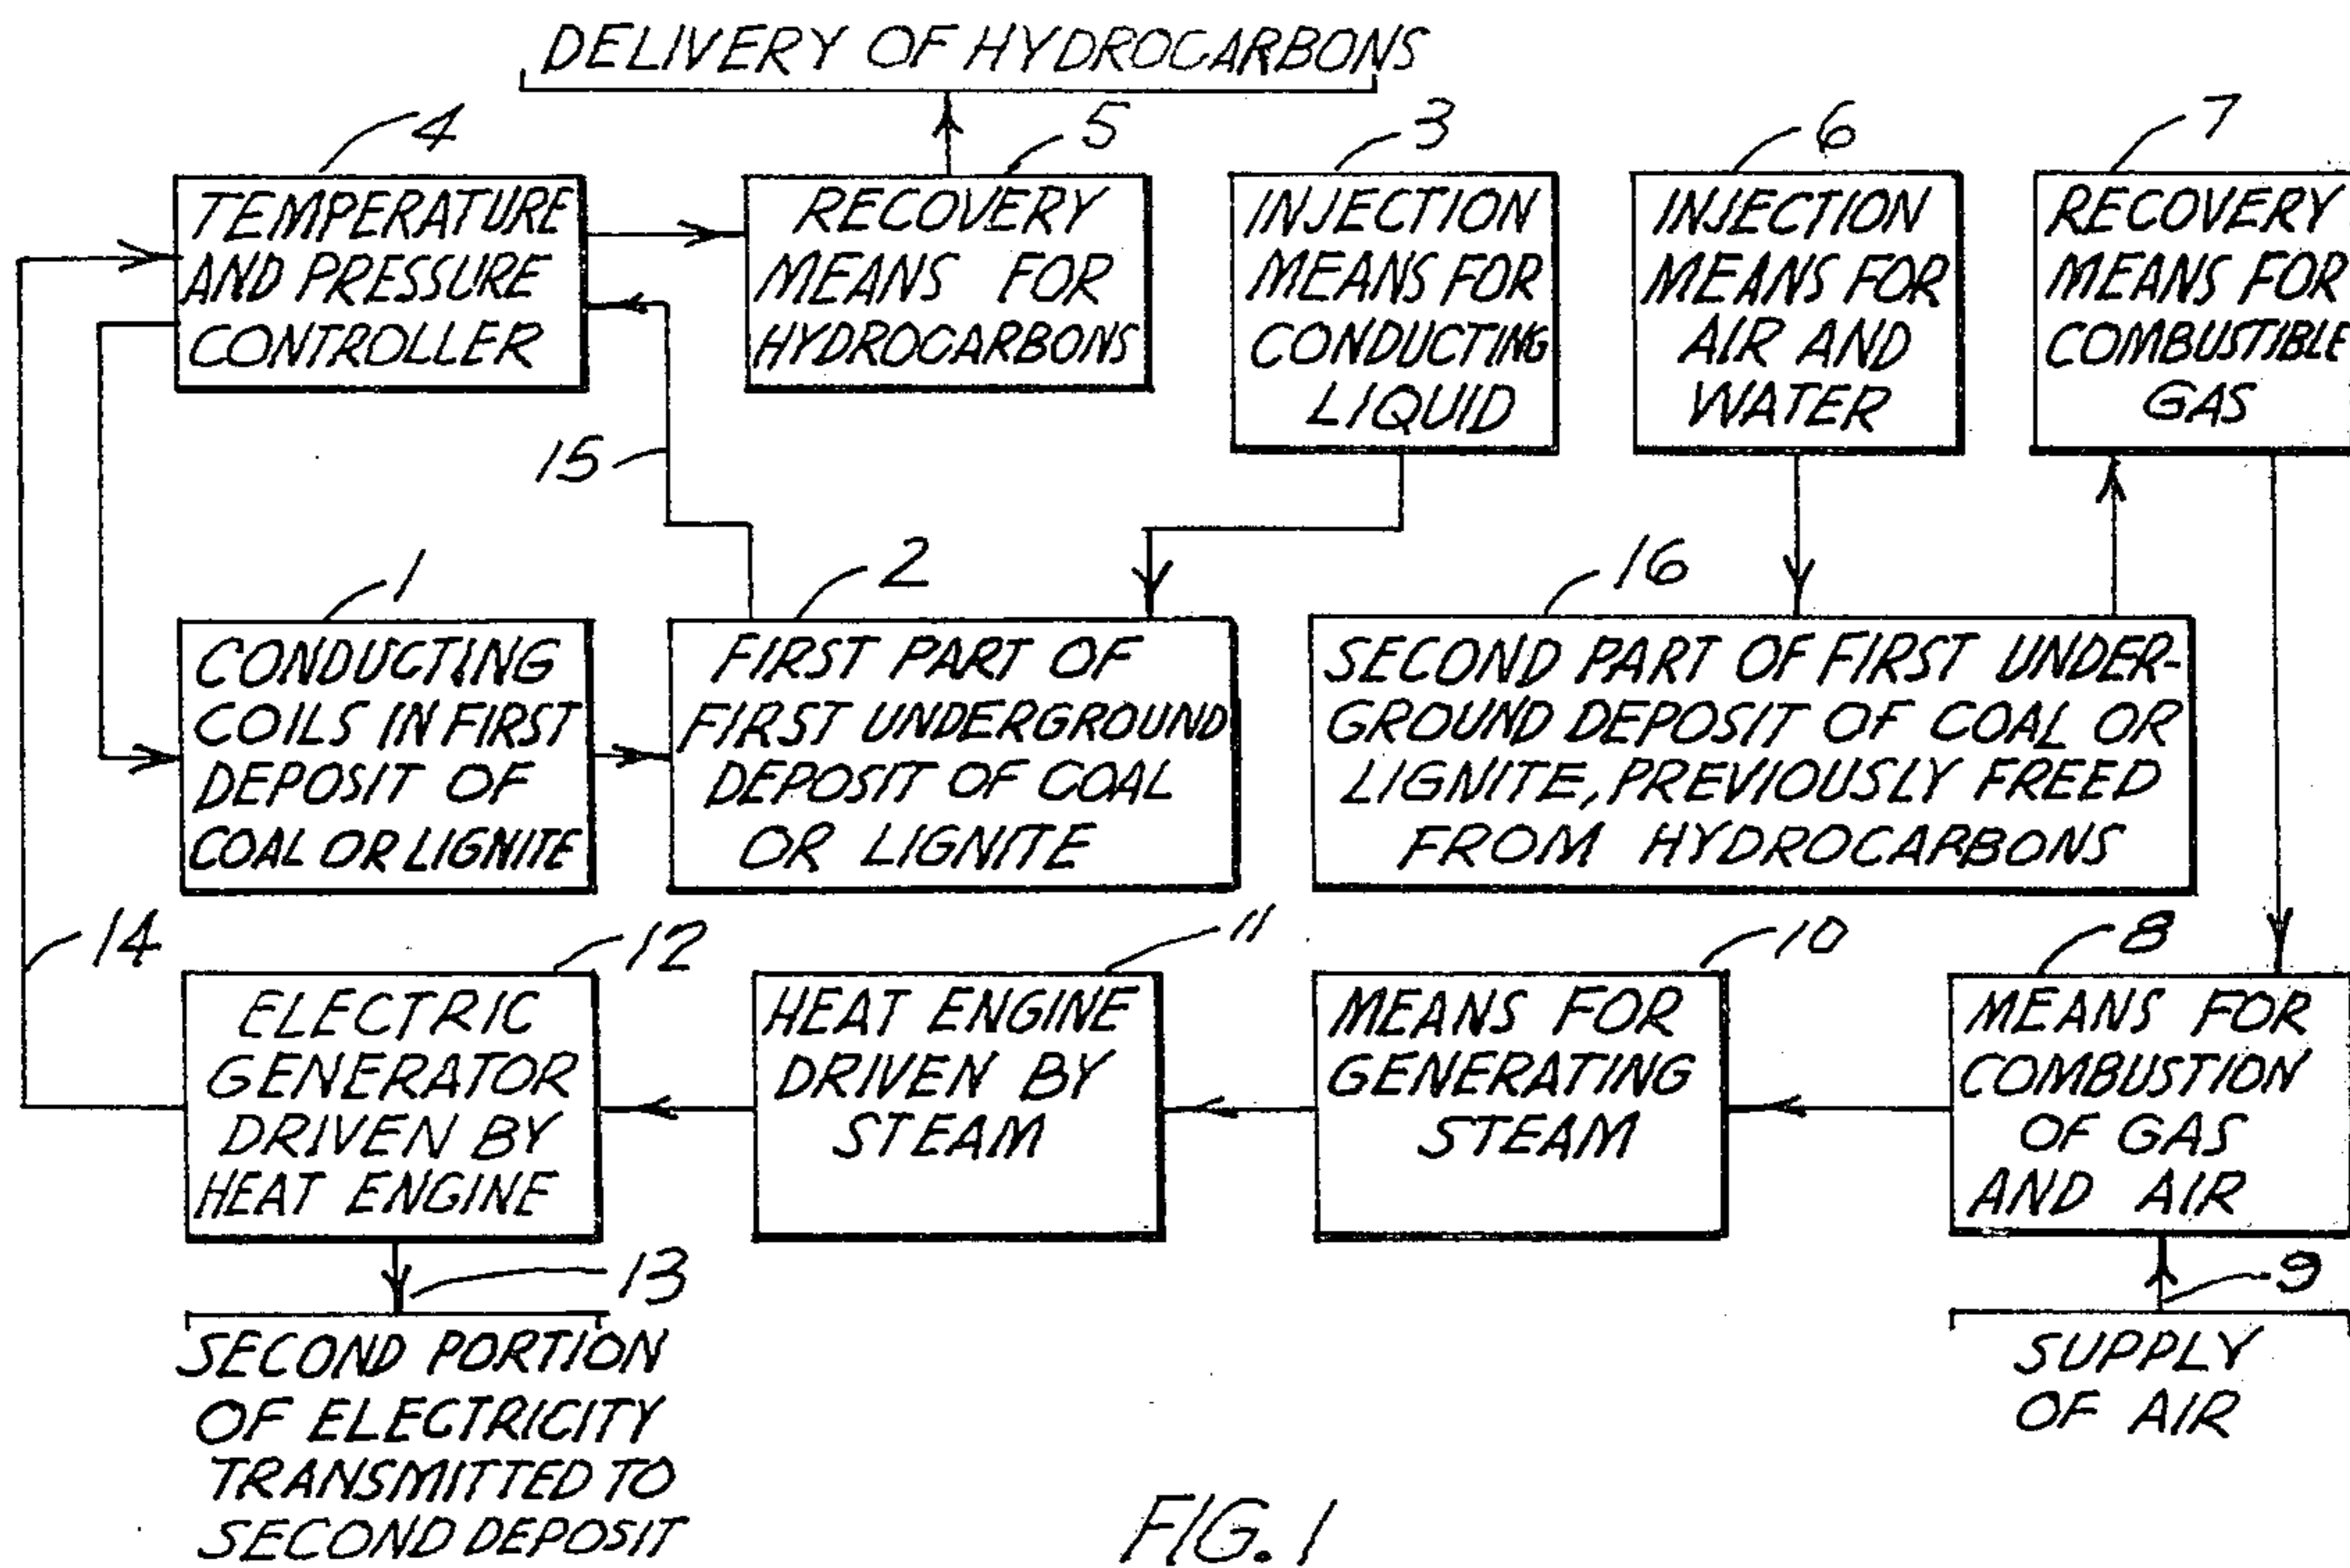 DELIVERY OF HYDROCARBONS
4
5
3
6
7
TEMPERATURE
AND PRESSURE
CONTROLLER
RECOVERY
MEANS FOR
HYDROCARBONS
INJECTION
MEANS FOR
CONDUCTING
LIQUID
INJECTION
MEANS FOR
AIR AND
WATER
RECOVERY
MEANS FOR
COMBUSTIBLE
GAS
15
1
2
16
CONDUCTING
COILS IN FIRST
DEPOSIT OF
COAL OR LIGNITE
FIRST PART OF
FIRST UNDERGROUND
DEPOSIT OF COAL
OR LIGNITE
SECOND PART OF FIRST UNDER-
GROUND DEPOSIT OF COAL OR
LIGNITE, PREVIOUSLY FREED
FROM HYDROCARBONS
14
12
11
10
8
ELECTRIC
GENERATOR
DRIVEN BY
HEAT ENGINE
HEAT ENGINE
DRIVEN BY
STEAM
MEANS FOR
GENERATING
STEAM
MEANS FOR
COMBUSTION
OF GAS
AND AIR
13
9
SECOND PORTION
OF ELECTRICITY
TRANSMITTED TO
SECOND DEPOSIT
SUPPLY
OF AIR
FIG. 1